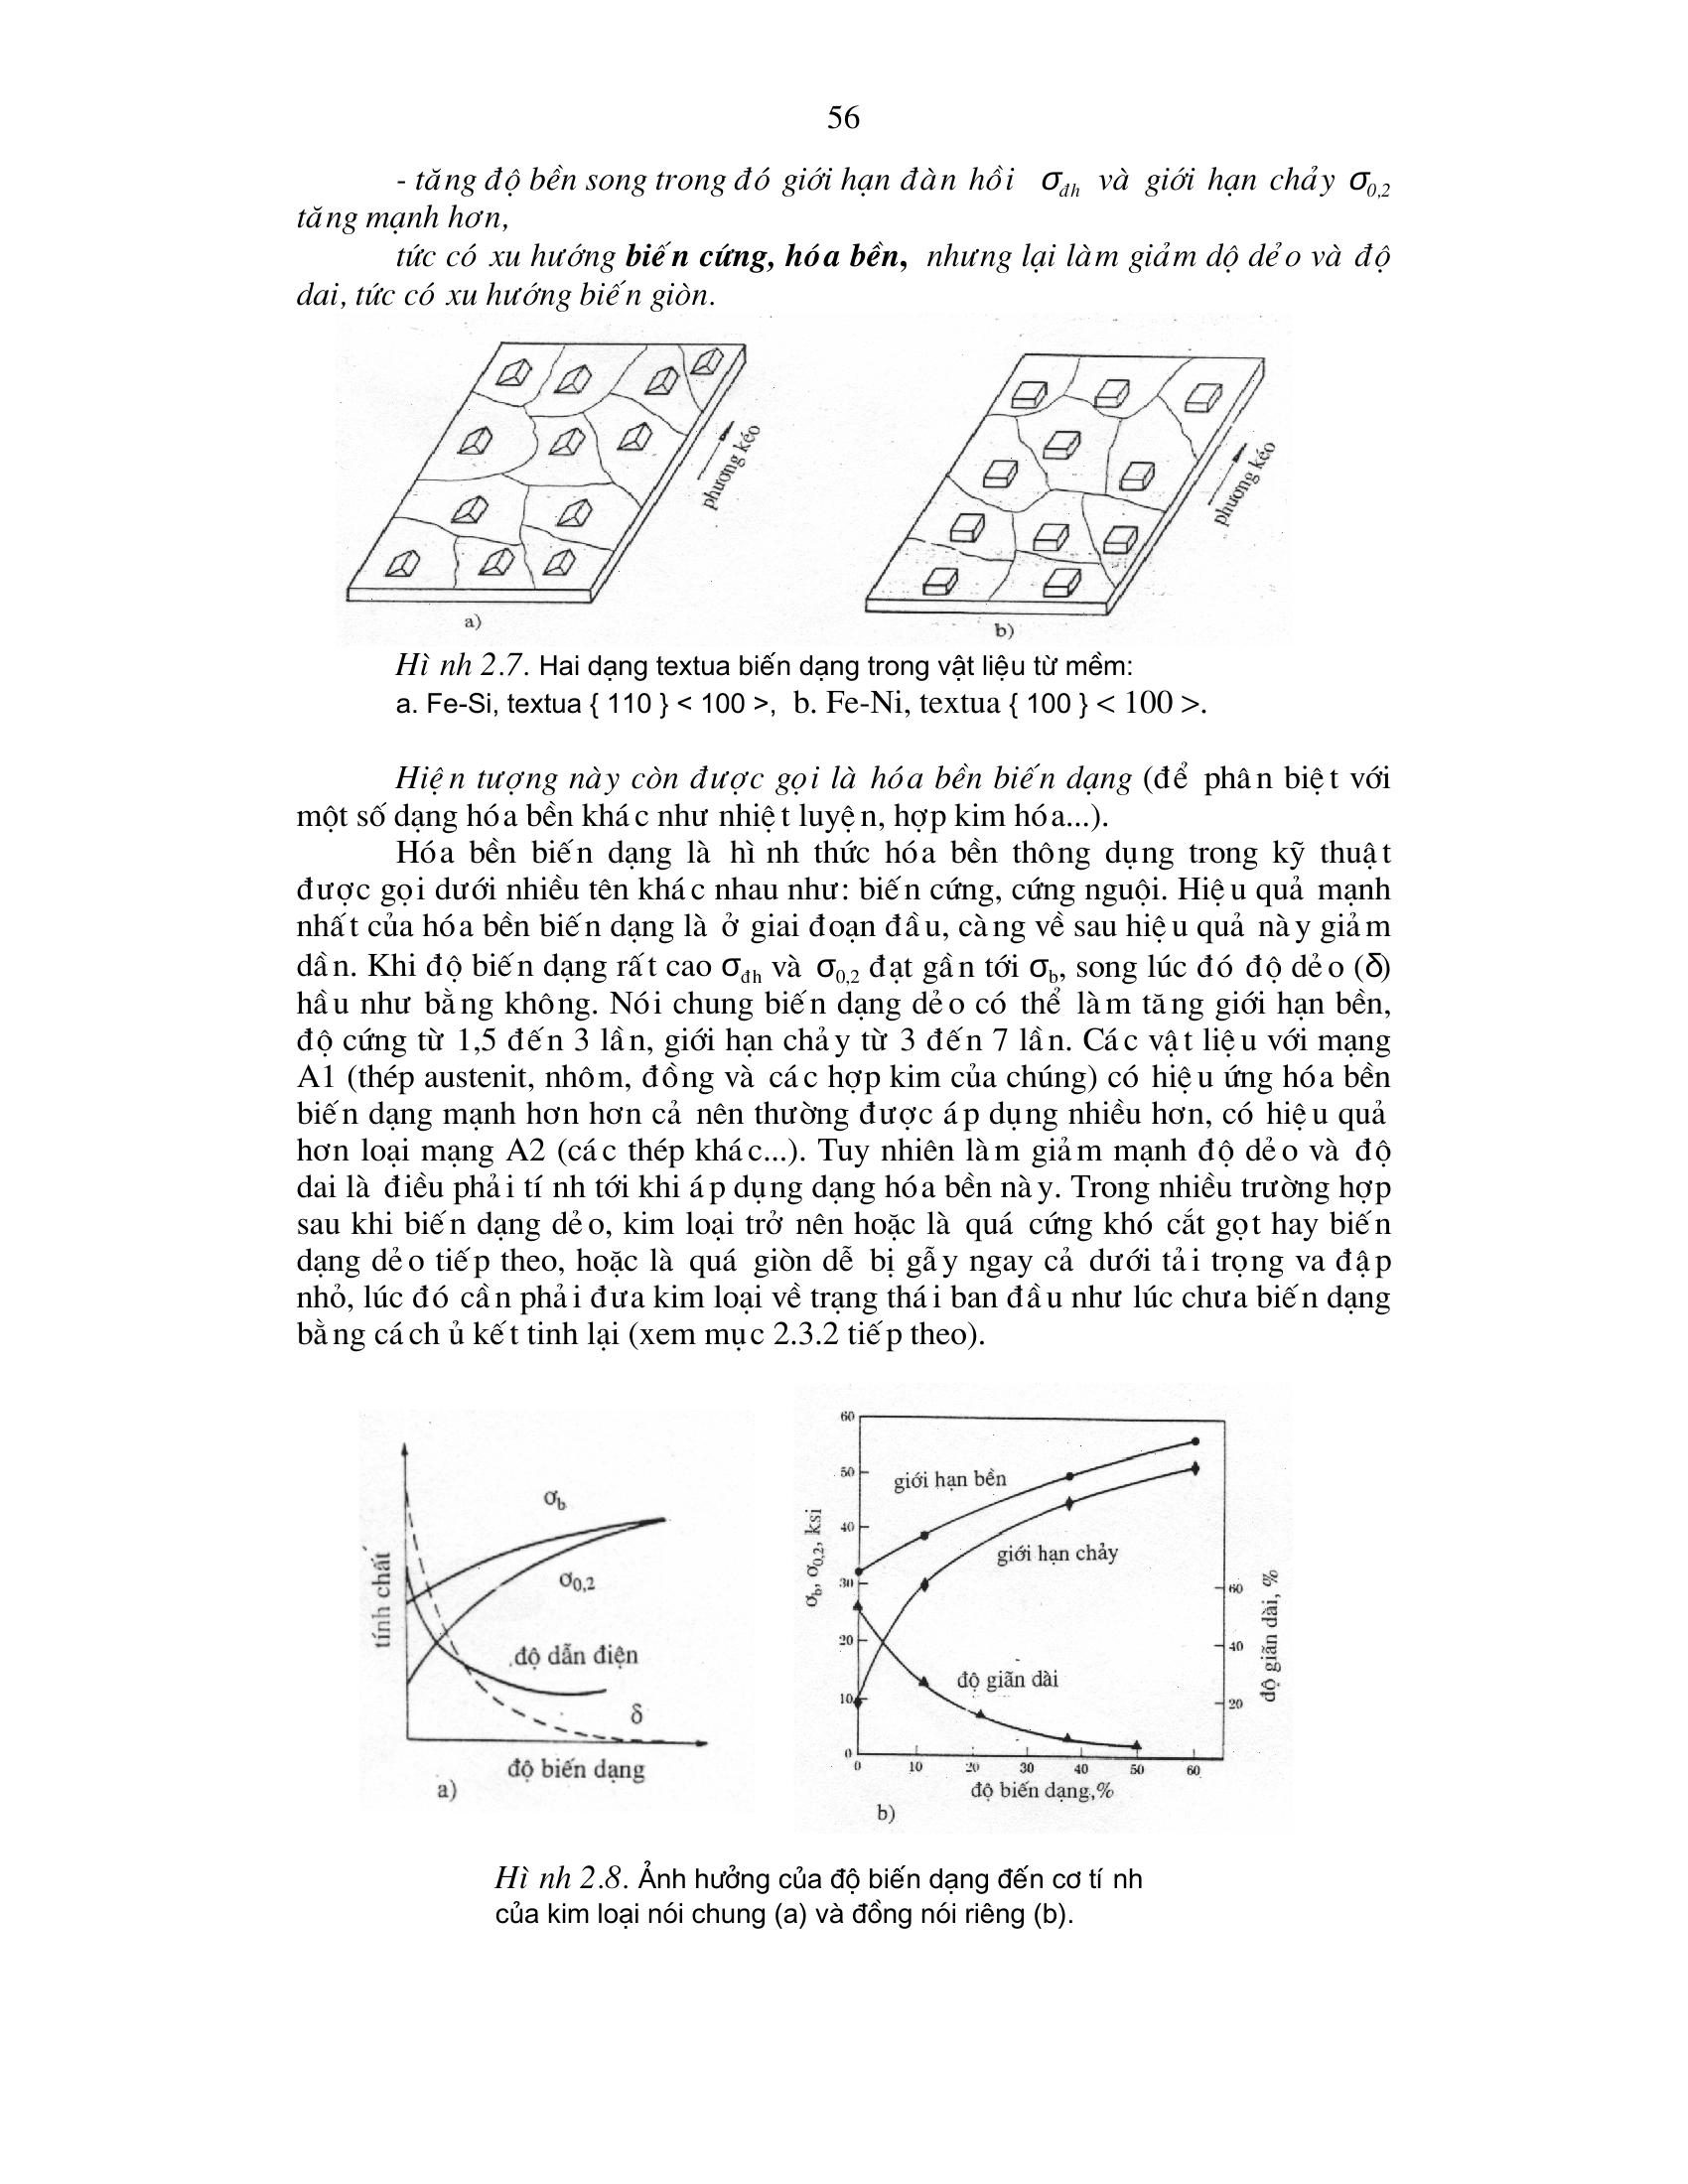 56
- tăng độ bền song trong đó giới hạn đàn hồi σđh và giới hạn chảy σ0,2
tăng mạnh hơn,
tức có xu hướng biến cứng, hóa bền, nhưng lại làm giảm dộ dẻo và độ
dai, tức có xu hướng biến giòn.
phương kéo
phương kéo
a)
b)
Hình 2.7. Hai dạng textua biến dạng trong vật liệu từ mềm:
a. Fe-Si, textua { 110 } < 100 >, b. Fe-Ni, textua { 100 } < 100 >.
Hiện tượng này còn được gọi là hóa bền biến dạng (để phân biệt với
một số dạng hóa bền khác như nhiệt luyện, hợp kim hóa...).
Hóa bền biến dạng là hình thức hóa bền thông dụng trong kỹ thuật
được gọi dưới nhiều tên khác nhau như: biến cứng, cứng nguội. Hiệu quả mạnh
nhất của hóa bền biến dạng là ở giai đoạn đầu, càng về sau hiệu quả này giảm
dần. Khi độ biến dạng rất cao σđh và σ0,2 đạt gần tới σb, song lúc đó độ dẻo (δ)
hầu như bằng không. Nói chung biến dạng dẻo có thể làm tăng giới hạn bền,
độ cứng từ 1,5 đến 3 lần, giới hạn chảy từ 3 đến 7 lần. Các vật liệu với mạng
A1 (thép austenit, nhôm, đồng và các hợp kim của chúng) có hiệu ứng hóa bền
biến dạng mạnh hơn hơn cả nên thường được áp dụng nhiều hơn, có hiệu quả
hơn loại mạng A2 (các thép khác...). Tuy nhiên làm giảm mạnh độ dẻo và độ
dai là điều phải tính tới khi áp dụng dạng hóa bền này. Trong nhiều trường hợp
sau khi biến dạng dẻo, kim loại trở nên hoặc là quá cứng khó cắt gọt hay biến
dạng dẻo tiếp theo, hoặc là quá giòn dễ bị gẫy ngay cả dưới tải trọng va đập
nhỏ, lúc đó cần phải đưa kim loại về trạng thái ban đầu như lúc chưa biến dạng
bằng cách ủ kết tinh lại (xem mục 2.3.2 tiếp theo).
tính chất
σb
σ0,2
độ dẫn điện
δ
độ biến dạng
a)
σb, σ0,2, ksi
60
50
40
30
20
10
0
giới hạn bền
giới hạn chảy
độ giãn dài
60
40
20
độ giãn dài, %
0 10 20 30 40 50 60
độ biến dạng,%
b)
Hình 2.8. Ảnh hưởng của độ biến dạng đến cơ tính
của kim loại nói chung (a) và đồng nói riêng (b).